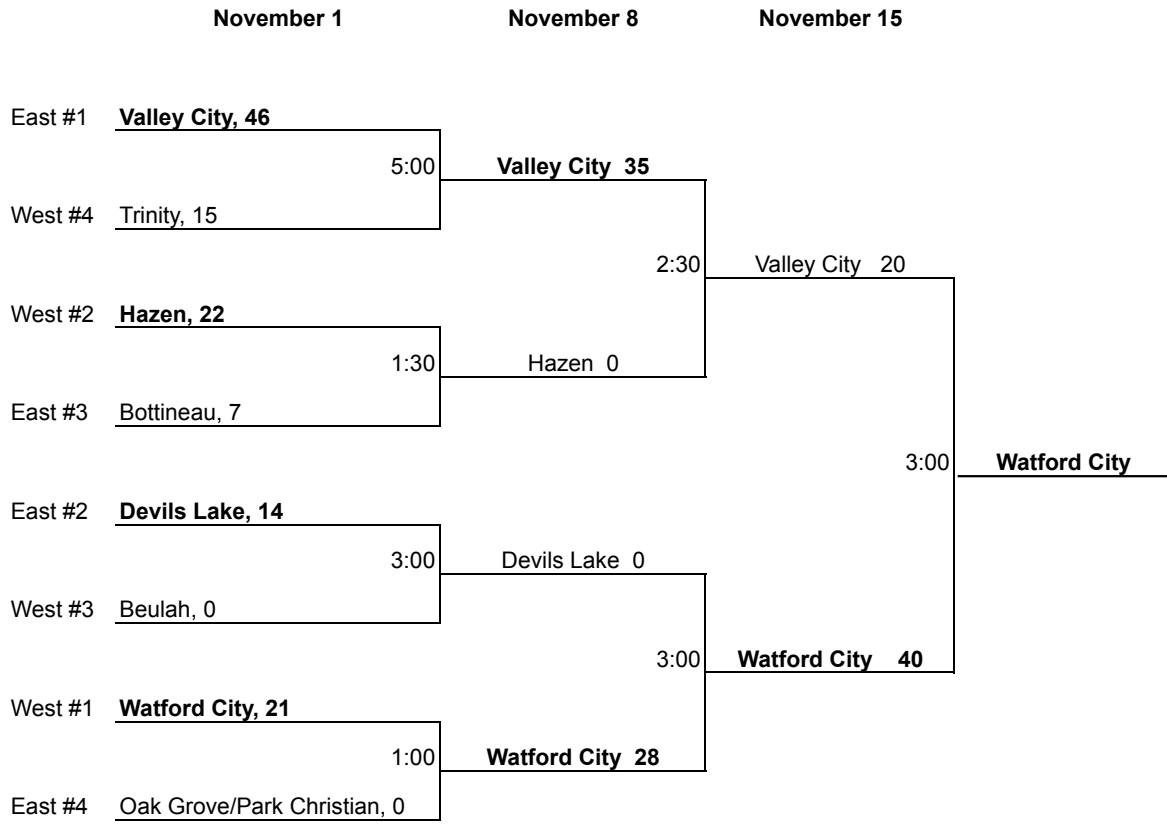 November 1 November 8 November 15
East #1 Valley City, 46
5:00 Valley City 35
West #4 Trinity, 15
2:30 Valley City 20
West #2 Hazen, 22
1:30 Hazen 0
East #3 Bottineau, 7
3:00 Watford City
East #2 Devils Lake, 14
3:00 Devils Lake 0
West #3 Beulah, 0
3:00 Watford City 40
West #1 Watford City, 21
1:00 Watford City 28
East #4 Oak Grove/Park Christian, 0